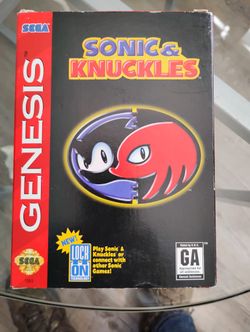 SEGA
GENESIS
SONIC &
KNUCKLES
NEW!
LOCK
ON
Play Sonic &
Knuckles or
connect with
other Sonic
Games!
GA
SEGA